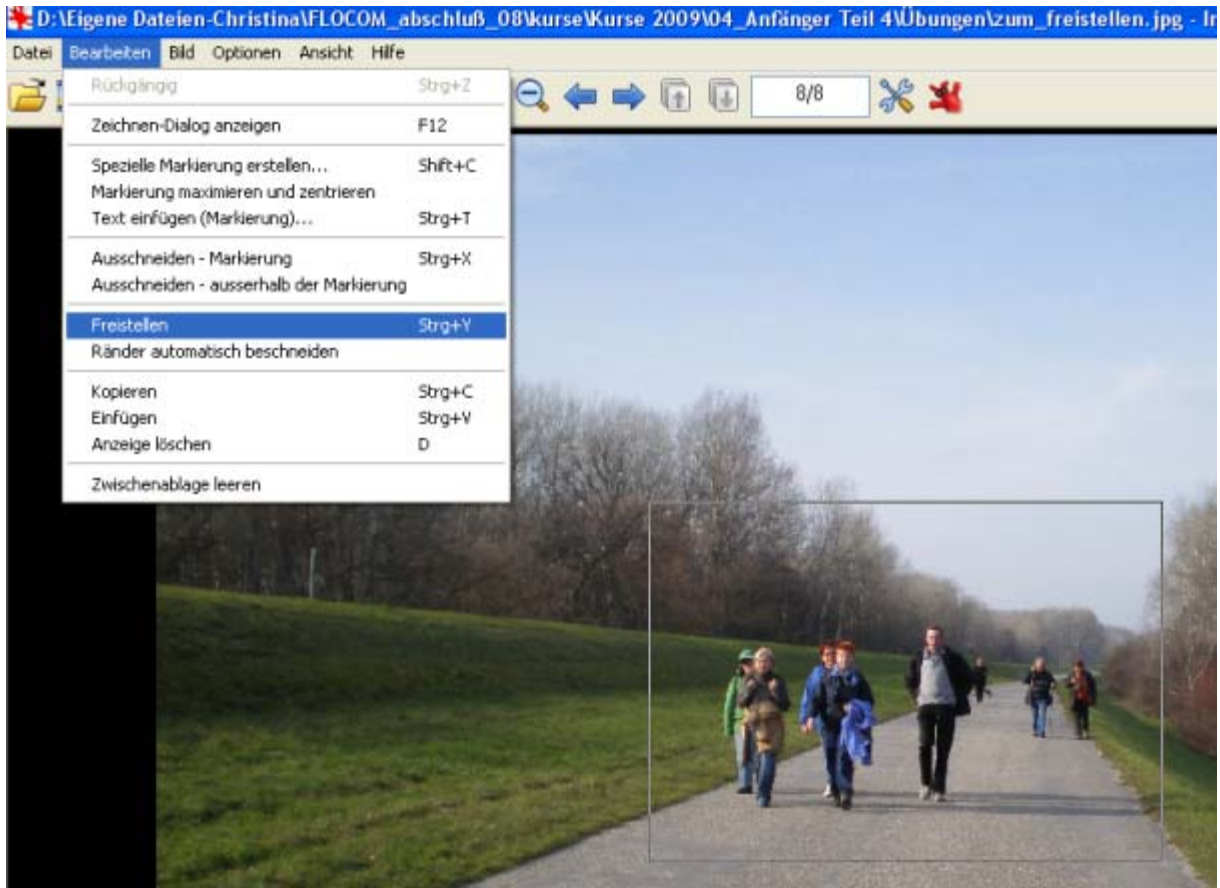 D:\Eigene Dateien-Christina\FLOCOM_abschluß_08\kurse\Kurse 2009\04_Anfänger Teil 4\Übungen\zum_freistellen.jpg - Ir
Datei Bearbeiten Bild Optionen Ansicht Hilfe
8/8
Rückgängig Strg+Z
Zeichnen-Dialog anzeigen F12
Spezielle Markierung erstellen... Shift+C
Markierung maximieren und zentrieren
Text einfügen (Markierung)... Strg+T
Ausschneiden - Markierung Strg+X
Ausschneiden - ausserhalb der Markierung
Freistellen Strg+Y
Ränder automatisch beschneiden
Kopieren Strg+C
Einfügen Strg+V
Anzeige löschen D
Zwischenablage leeren